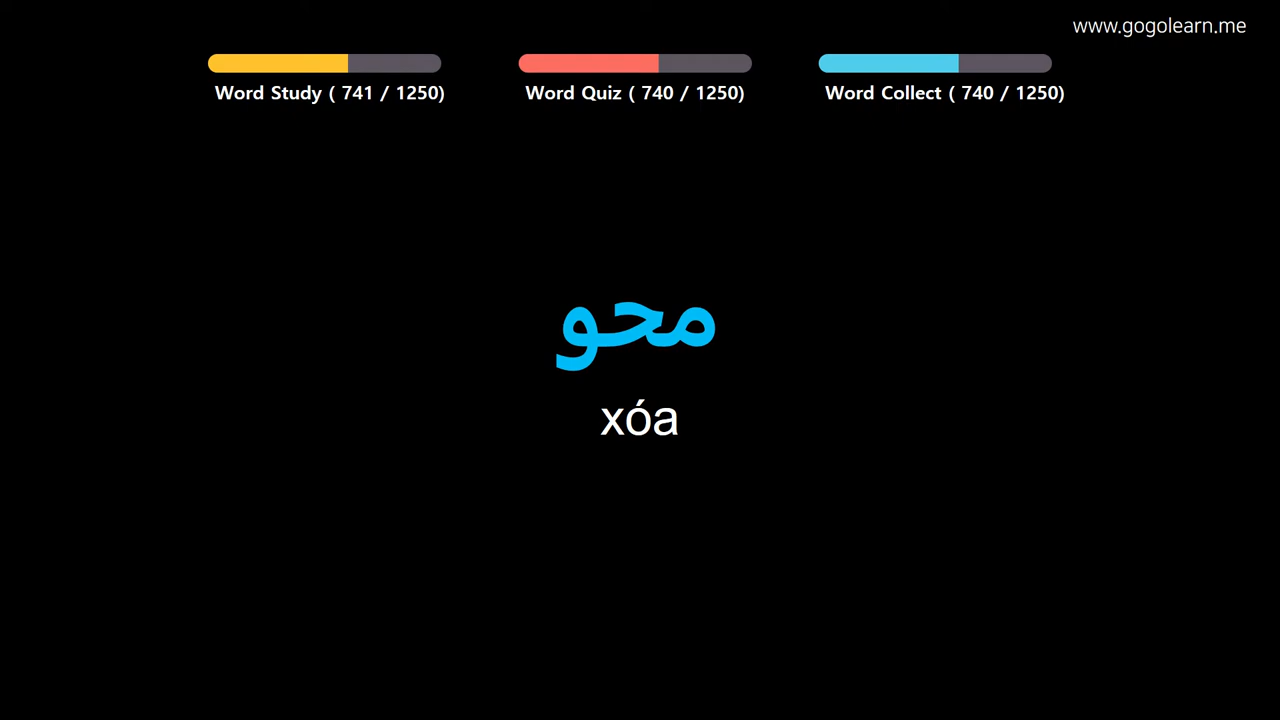 www.gogolearn.me
Word Study ( 741 / 1250)
Word Quiz ( 740 / 1250)
Word Collect ( 740 / 1250)
محو
xóa